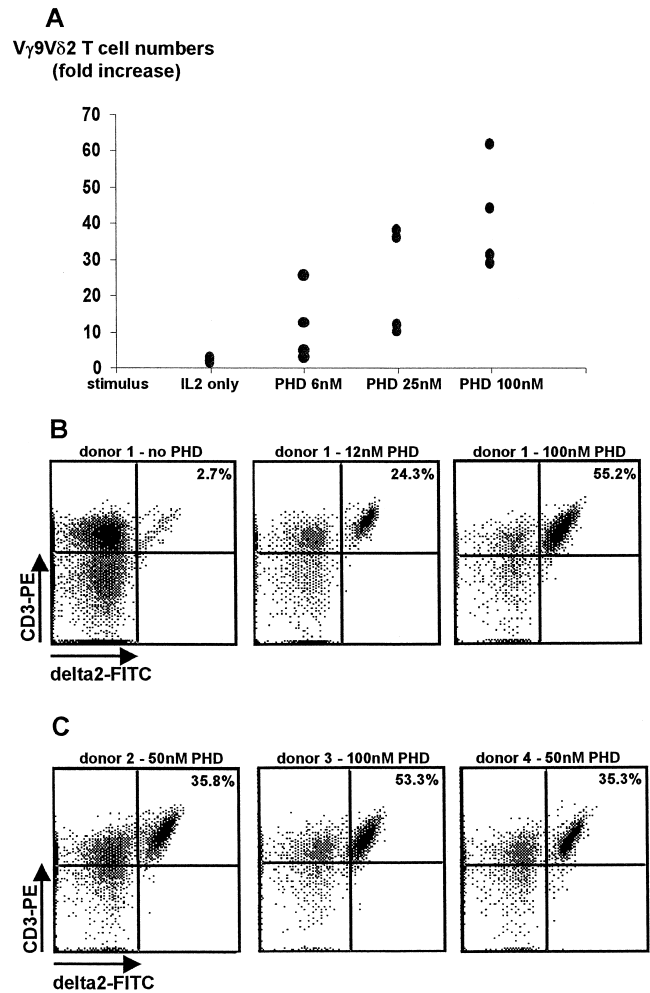 A
Vγ9Vδ2 T cell numbers
(fold increase)
70
60
50
40
30
20
10
0
stimulus IL2 only PHD 6nM PHD 25nM PHD 100nM
B
donor 1 - no PHD donor 1 - 12nM PHD donor 1 - 100nM PHD
2.7% 24.3% 55.2%
CD3-PE
delta2-FITC
C
donor 2 - 50nM PHD donor 3 - 100nM PHD donor 4 - 50nM PHD
35.8% 53.3% 35.3%
CD3-PE
delta2-FITC